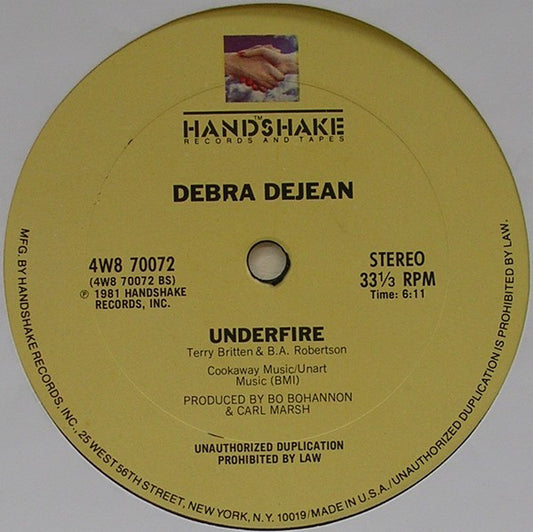 HANDSHAKE™
RECORDS AND TAPES
DEBRA DEJEAN
4W8 70072
(4W8 70072 BS)
℗ 1981 HANDSHAKE
RECORDS, INC.
STEREO
33⅓ RPM
Time: 6:11
UNDERFIRE
Terry Britten & B.A. Robertson
Cookaway Music/Unart
Music (BMI)
PRODUCED BY BO BOHANNON
& CARL MARSH
UNAUTHORIZED DUPLICATION
PROHIBITED BY LAW
MFG. BY HANDSHAKE RECORDS, INC., 25 WEST 56TH STREET, NEW YORK, N.Y. 10019/MADE IN U.S.A./UNAUTHORIZED DUPLICATION IS PROHIBITED BY LAW.